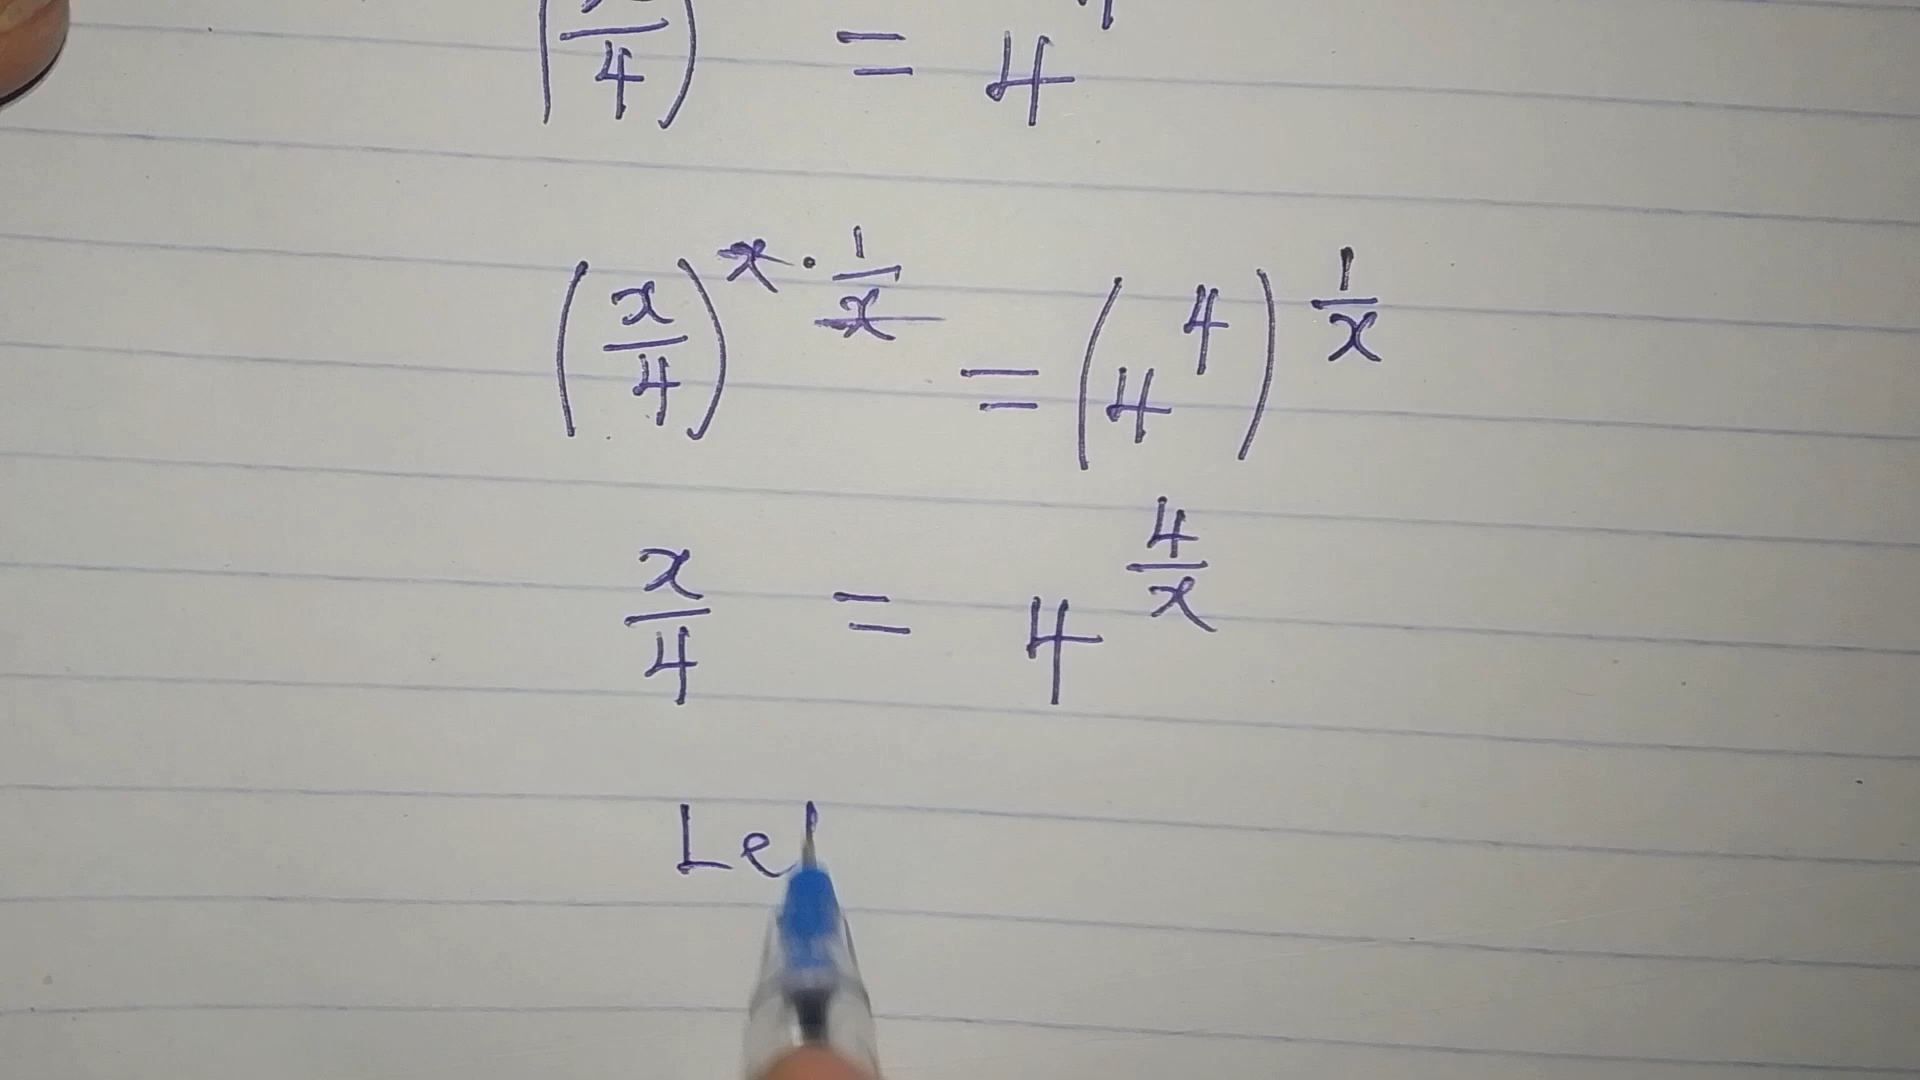 (x/4) = 4
(x/4)^(x · 1/x) = (4^4)^(1/x)
x/4 = 4^(4/x)
Let